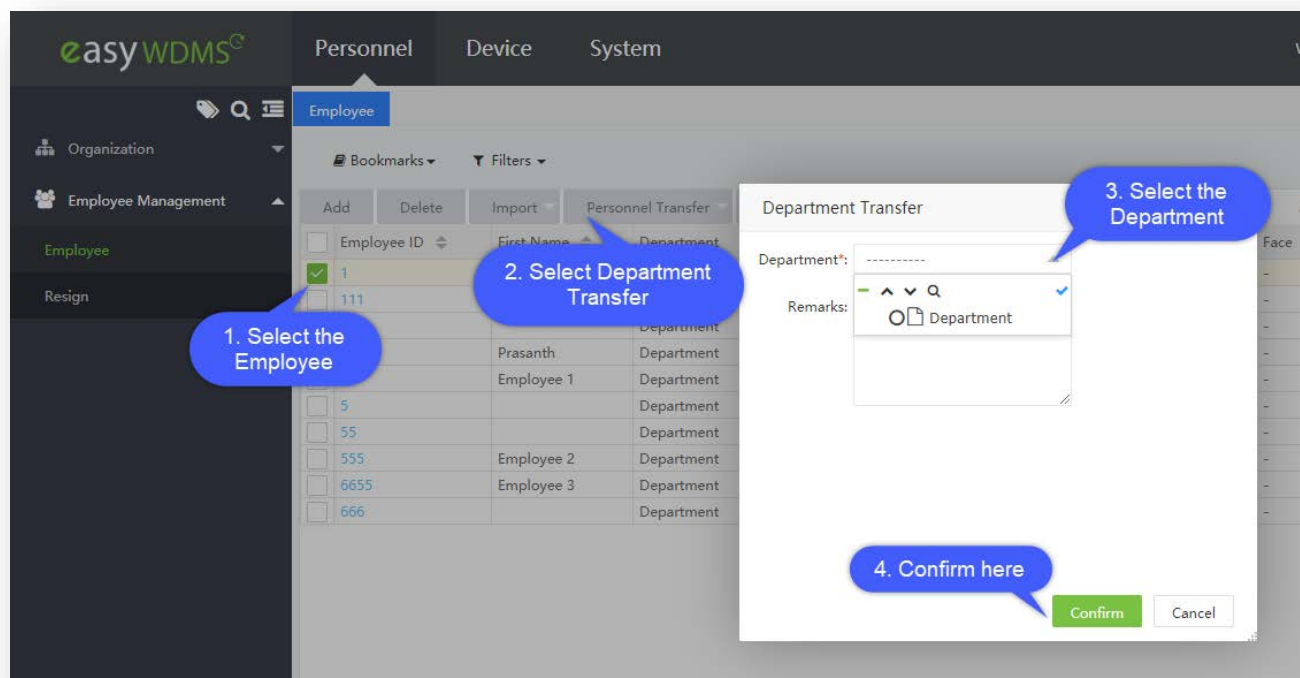 easy WDMS
Personnel Device System
Employee
Organization
Bookmarks Filters
Employee Management
Add Delete Import Personnel Transfer Department Transfer
3. Select the
Department
Employee ID First Name Department Face
Employee
Department*: ----------
1 -
2. Select Department
Transfer
Resign
111 -
Remarks:
Department
Department -
1. Select the
Employee
Prasanth Department -
Employee 1 Department -
5 Department -
55 Department -
555 Employee 2 Department -
6655 Employee 3 Department -
666 Department -
4. Confirm here
Confirm Cancel